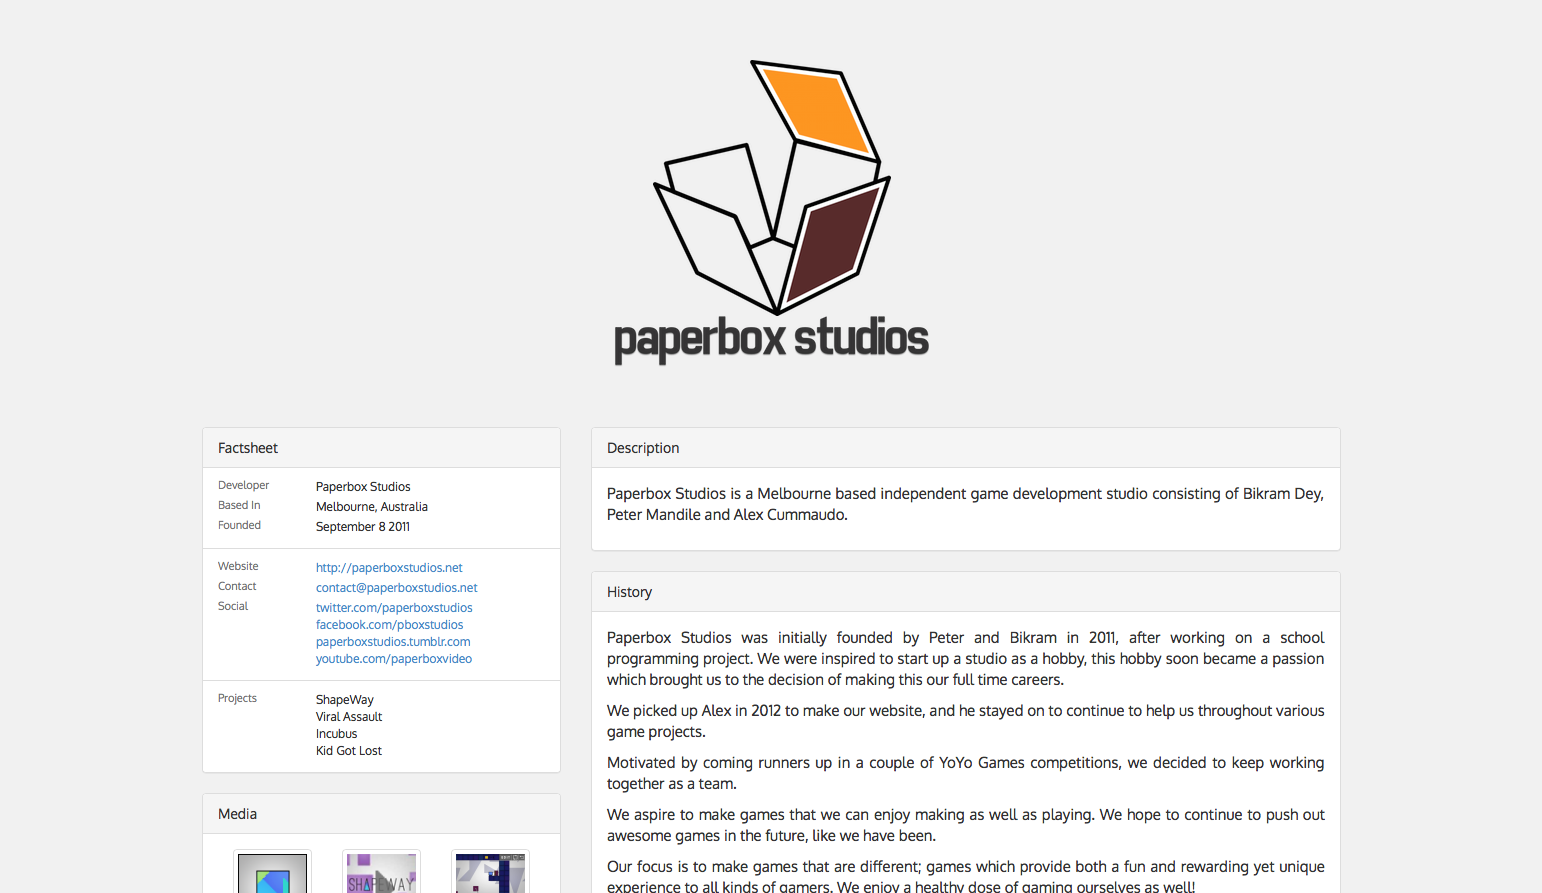 paperbox studios
Factsheet
Developer Paperbox Studios
Based In Melbourne, Australia
Founded September 8 2011
Website http://paperboxstudios.net
Contact contact@paperboxstudios.net
Social twitter.com/paperboxstudios
facebook.com/pboxstudios
paperboxstudios.tumblr.com
youtube.com/paperboxvideo
Projects ShapeWay
Viral Assault
Incubus
Kid Got Lost
Media
SHAPEWAY
Description
Paperbox Studios is a Melbourne based independent game development studio consisting of Bikram Dey,
Peter Mandile and Alex Cummaudo.
History
Paperbox Studios was initially founded by Peter and Bikram in 2011, after working on a school
programming project. We were inspired to start up a studio as a hobby, this hobby soon became a passion
which brought us to the decision of making this our full time careers.
We picked up Alex in 2012 to make our website, and he stayed on to continue to help us throughout various
game projects.
Motivated by coming runners up in a couple of YoYo Games competitions, we decided to keep working
together as a team.
We aspire to make games that we can enjoy making as well as playing. We hope to continue to push out
awesome games in the future, like we have been.
Our focus is to make games that are different; games which provide both a fun and rewarding yet unique
experience to all kinds of gamers. We enjoy a healthy dose of gaming ourselves as well!